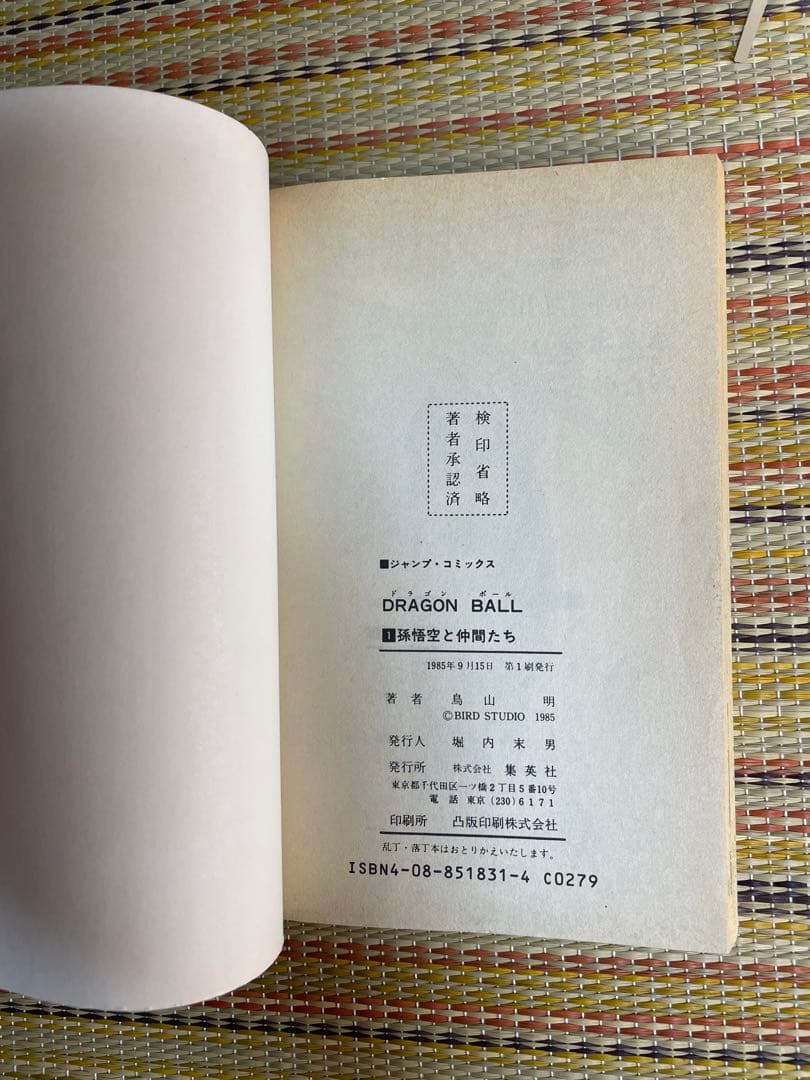 検印省略
著者承認済
■ジャンプ・コミックス
ドラゴン ボール
DRAGON BALL
1孫悟空と仲間たち
1985年9月15日 第1刷発行
著者 鳥山明
©BIRD STUDIO 1985
発行人 堀内末男
発行所 株式会社 集英社
東京都千代田区一ツ橋2丁目5番10号
電話 東京(230)6171
印刷所 凸版印刷株式会社
乱丁・落丁本はおとりかえいたします。
ISBN4-08-851831-4 C0279